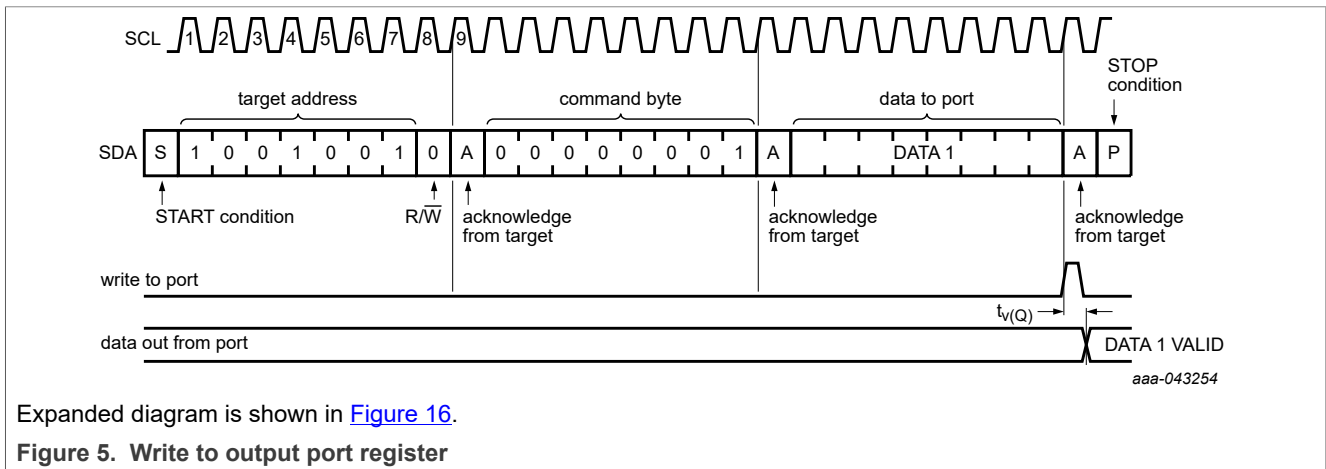 SCL 1 2 3 4 5 6 7 8 9
STOP
condition
target address command byte data to port
SDA S 1 0 0 1 0 0 1 0 A 0 0 0 0 0 0 0 1 A DATA 1 A P
START condition R/W̅ acknowledge from target acknowledge from target acknowledge from target
write to port
tv(Q)
data out from port DATA 1 VALID
aaa-043254
Expanded diagram is shown in Figure 16.
Figure 5. Write to output port register